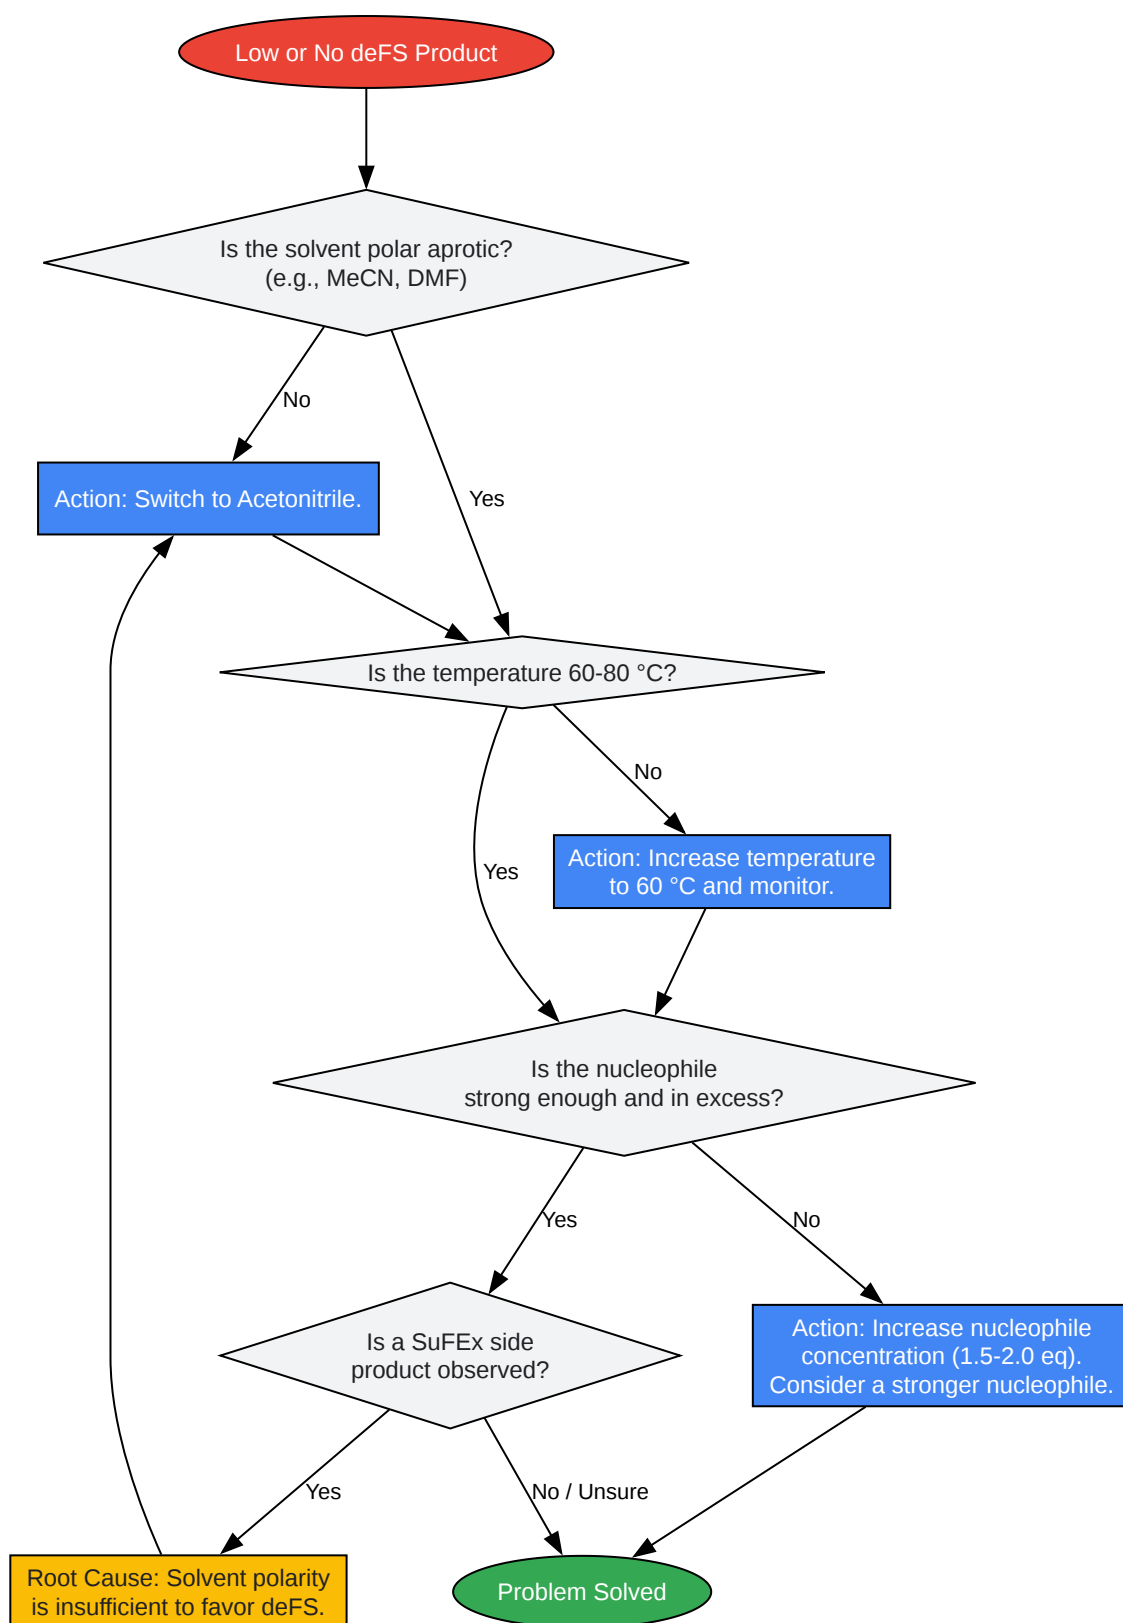 Low or No deFS Product
Is the solvent polar aprotic?
(e.g., MeCN, DMF)
No
Action: Switch to Acetonitrile.
Yes
Is the temperature 60-80 °C?
No
Action: Increase temperature
to 60 °C and monitor.
Yes
Is the nucleophile
strong enough and in excess?
Yes
No
Is a SuFEx side
product observed?
Action: Increase nucleophile
concentration (1.5-2.0 eq).
Consider a stronger nucleophile.
Yes
No / Unsure
Root Cause: Solvent polarity
is insufficient to favor deFS.
Problem Solved